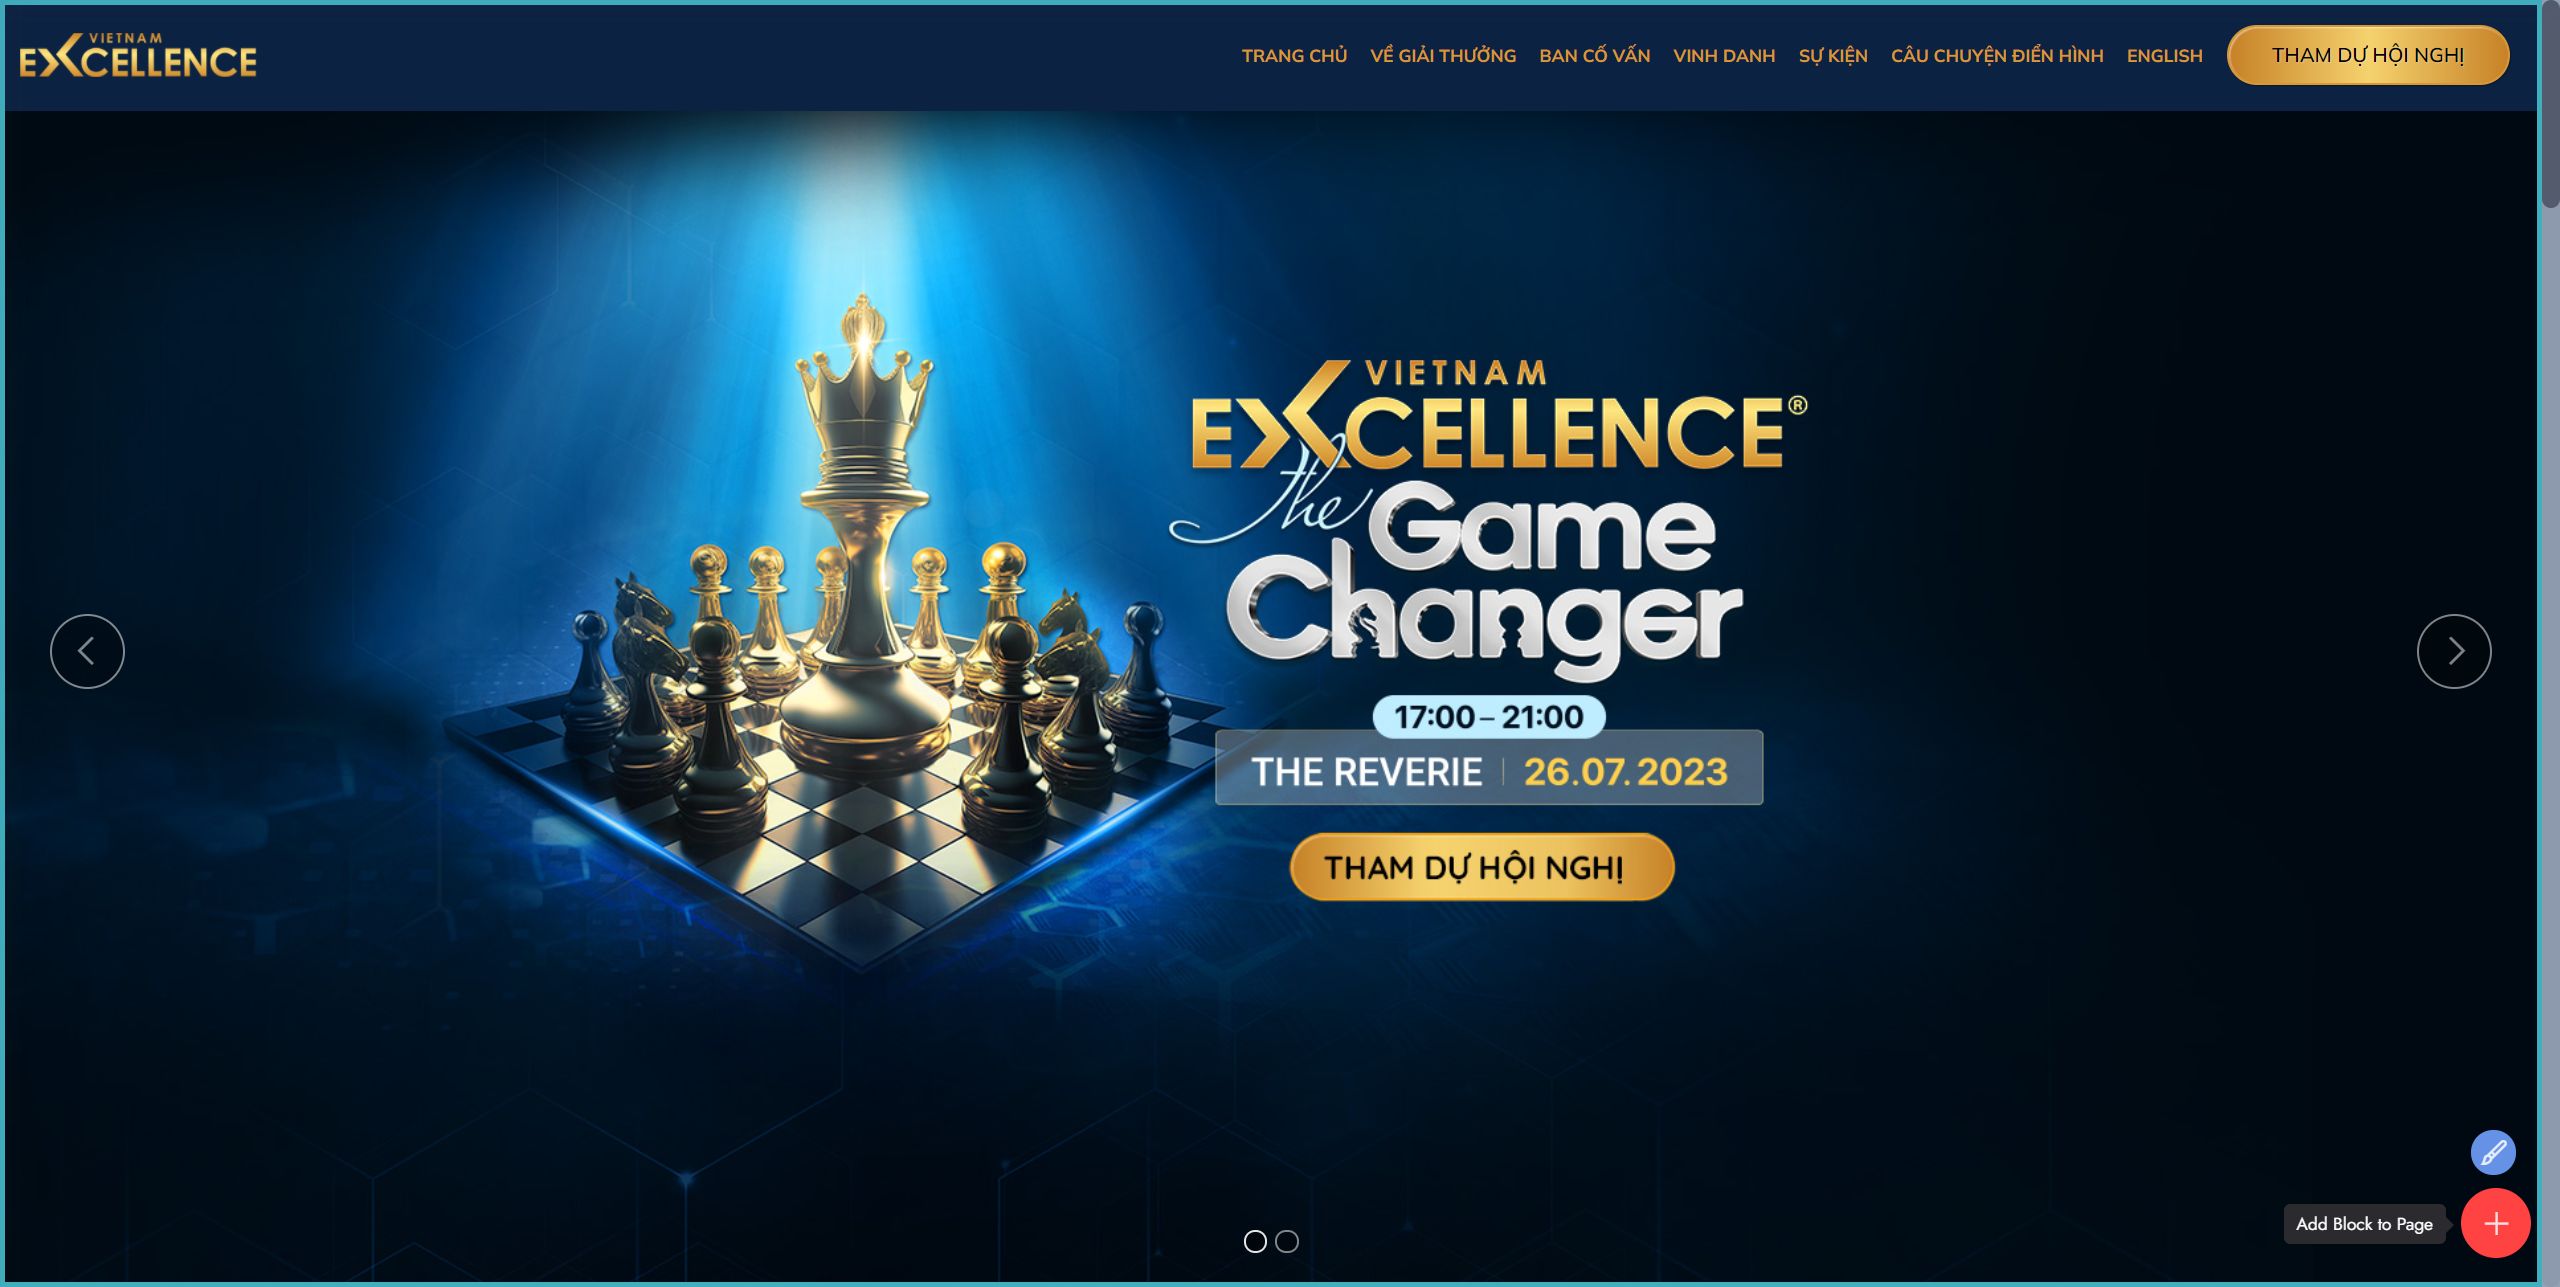 VIETNAM
EXCELLENCE
TRANG CHỦ VỀ GIẢI THƯỞNG BAN CỐ VẤN VINH DANH SỰ KIỆN CÂU CHUYỆN ĐIỂN HÌNH ENGLISH THAM DỰ HỘI NGHỊ
VIETNAM
EXCELLENCE®
The Game
Changer
17:00 – 21:00
THE REVERIE | 26.07.2023
THAM DỰ HỘI NGHỊ
Add Block to Page